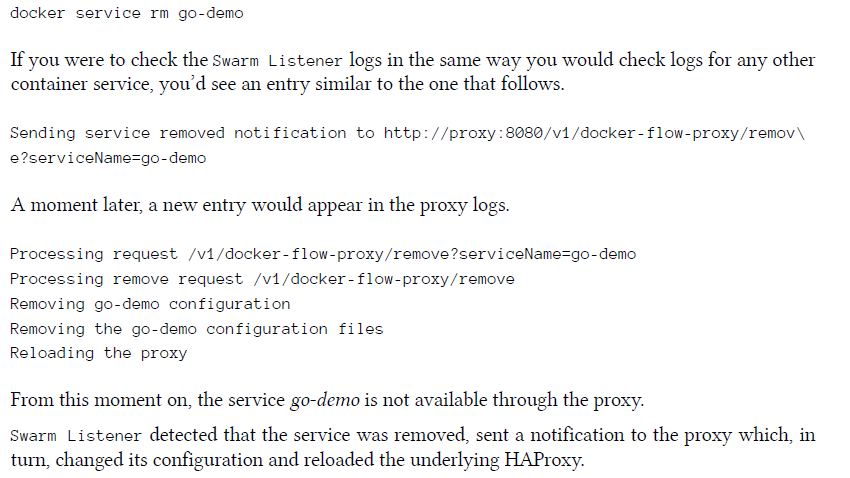 docker service rm go-demo
If you were to check the Swarm Listener logs in the same way you would check logs for any other
container service, you’d see an entry similar to the one that follows.
Sending service removed notification to http://proxy:8080/v1/docker-flow-proxy/remov\
e?serviceName=go-demo
A moment later, a new entry would appear in the proxy logs.
Processing request /v1/docker-flow-proxy/remove?serviceName=go-demo
Processing remove request /v1/docker-flow-proxy/remove
Removing go-demo configuration
Removing the go-demo configuration files
Reloading the proxy
From this moment on, the service go-demo is not available through the proxy.
Swarm Listener detected that the service was removed, sent a notification to the proxy which, in
turn, changed its configuration and reloaded the underlying HAProxy.